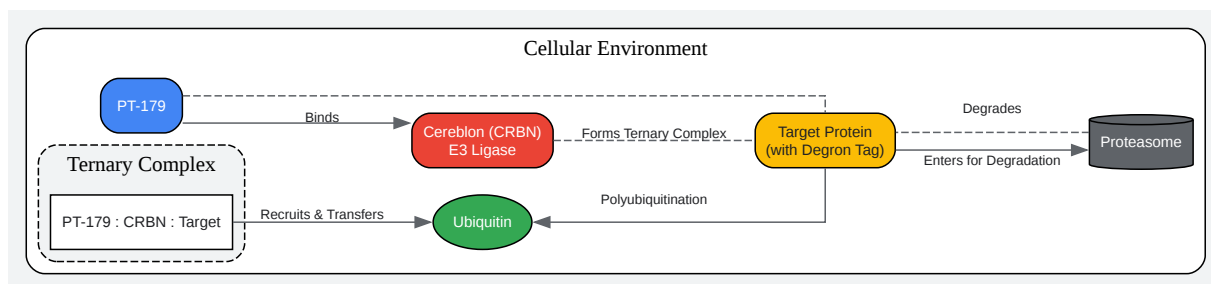 Cellular Environment
PT-179
Binds
Cereblon (CRBN)
E3 Ligase
Forms Ternary Complex
Target Protein
(with Degron Tag)
Degrades
Enters for Degradation
Proteasome
Ternary Complex
PT-179 : CRBN : Target
Recruits & Transfers
Ubiquitin
Polyubiquitination